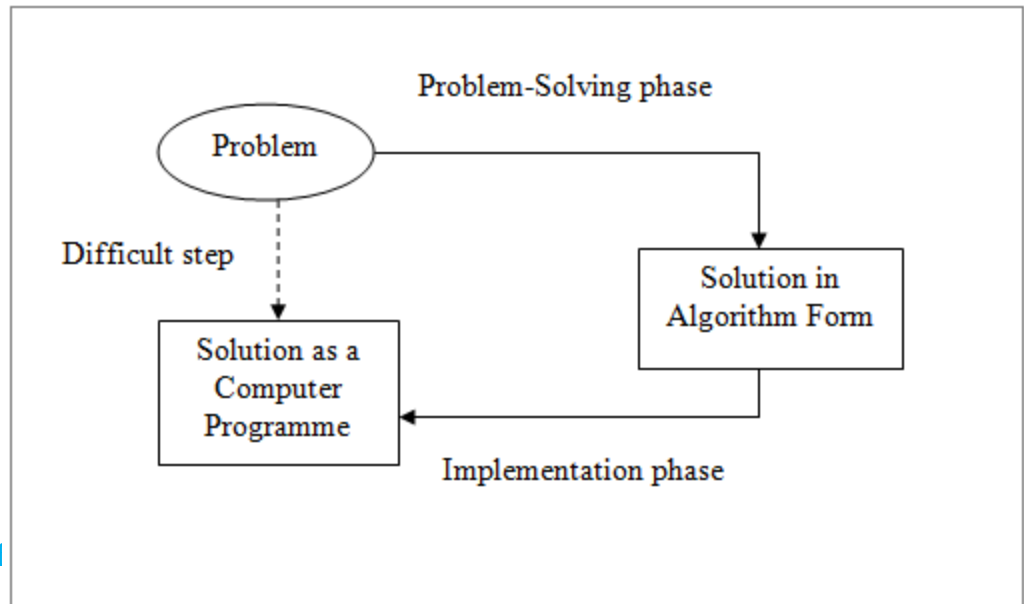 Problem-Solving phase
Problem
Difficult step
Solution in
Algorithm Form
Solution as a
Computer
Programme
Implementation phase